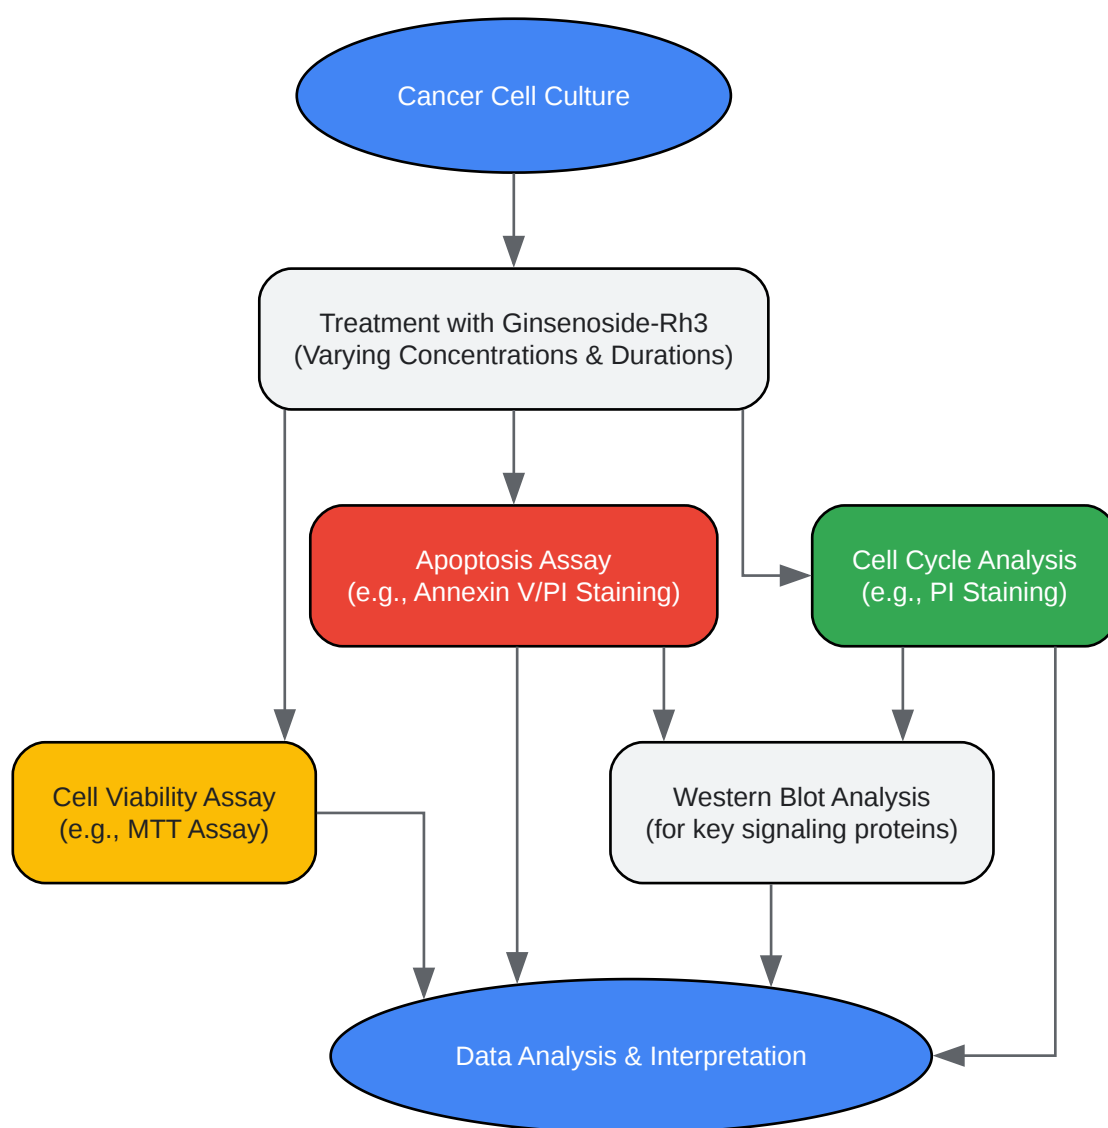 Cancer Cell Culture
Treatment with Ginsenoside-Rh3
(Varying Concentrations & Durations)
Apoptosis Assay
(e.g., Annexin V/PI Staining)
Cell Cycle Analysis
(e.g., PI Staining)
Cell Viability Assay
(e.g., MTT Assay)
Western Blot Analysis
(for key signaling proteins)
Data Analysis & Interpretation